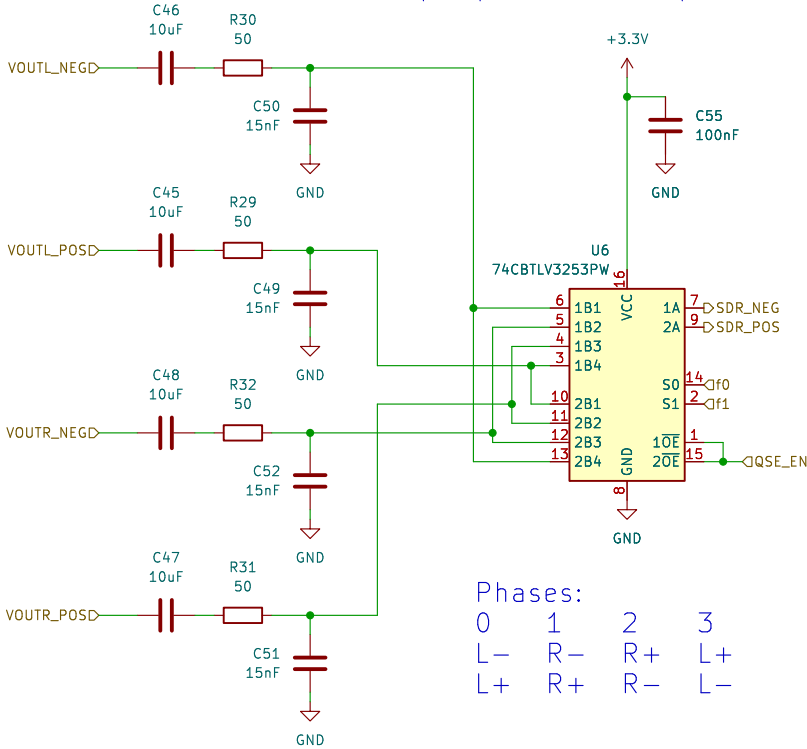 C46
10uF
R30
50
VOUTL_NEG
C50
15nF
GND
+3.3V
C55
100nF
GND
C45
10uF
R29
50
VOUTL_POS
C49
15nF
GND
U6
74CBTLV3253PW
16
VCC
6 1B1
5 1B2
4 1B3
3 1B4
10 2B1
11 2B2
12 2B3
13 2B4
1A 7 SDR_NEG
2A 9 SDR_POS
S0 14 f0
S1 2 f1
1OE 1
2OE 15 QSE_EN
GND
8
GND
C48
10uF
R32
50
VOUTR_NEG
C52
15nF
GND
C47
10uF
R31
50
VOUTR_POS
C51
15nF
GND
Phases:
0 1 2 3
L- R- R+ L+
L+ R+ R- L-